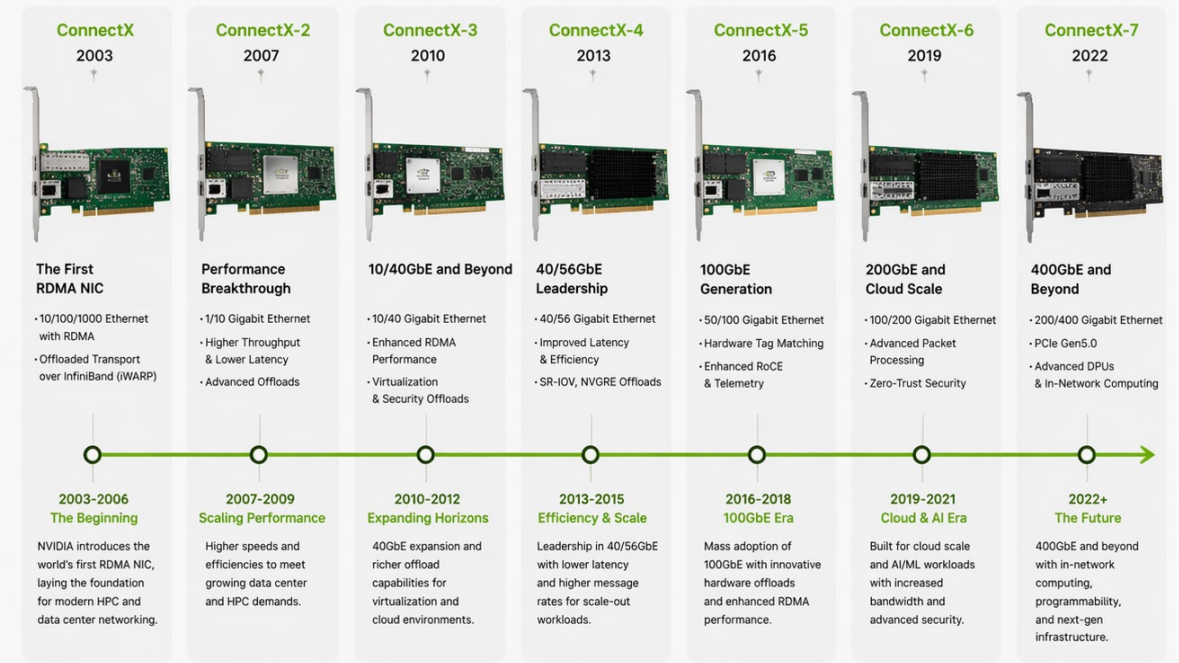 ConnectX
2003
The First
RDMA NIC
· 10/100/1000 Ethernet
with RDMA
· Offloaded Transport
over InfiniBand (iWARP)
2003-2006
The Beginning
NVIDIA introduces the
world's first RDMA NIC,
laying the foundation
for modern HPC and
data center networking.
ConnectX-2
2007
Performance
Breakthrough
· 1/10 Gigabit Ethernet
· Higher Throughput
& Lower Latency
· Advanced Offloads
2007-2009
Scaling Performance
Higher speeds and
efficiencies to meet
growing data center
and HPC demands.
ConnectX-3
2010
10/40GbE and Beyond
· 10/40 Gigabit Ethernet
· Enhanced RDMA
Performance
· Virtualization
& Security Offloads
2010-2012
Expanding Horizons
40GbE expansion and
richer offload
capabilities for
virtualization and
cloud environments.
ConnectX-4
2013
40/56GbE
Leadership
· 40/56 Gigabit Ethernet
· Improved Latency
& Efficiency
· SR-IOV, NVGRE Offloads
2013-2015
Efficiency & Scale
Leadership in 40/56GbE
with lower latency
and higher message
rates for scale-out
workloads.
ConnectX-5
2016
100GbE
Generation
· 50/100 Gigabit Ethernet
· Hardware Tag Matching
· Enhanced RoCE
& Telemetry
2016-2018
100GbE Era
Mass adoption of
100GbE with innovative
hardware offloads
and enhanced RDMA
performance.
ConnectX-6
2019
200GbE and
Cloud Scale
· 100/200 Gigabit Ethernet
· Advanced Packet
Processing
· Zero-Trust Security
2019-2021
Cloud & AI Era
Built for cloud scale
and AI/ML workloads
with increased
bandwidth and
advanced security.
ConnectX-7
2022
400GbE and
Beyond
· 200/400 Gigabit Ethernet
· PCIe Gen5.0
· Advanced DPUs
& In-Network Computing
2022+
The Future
400GbE and beyond
with in-network
computing,
programmability,
and next-gen
infrastructure.